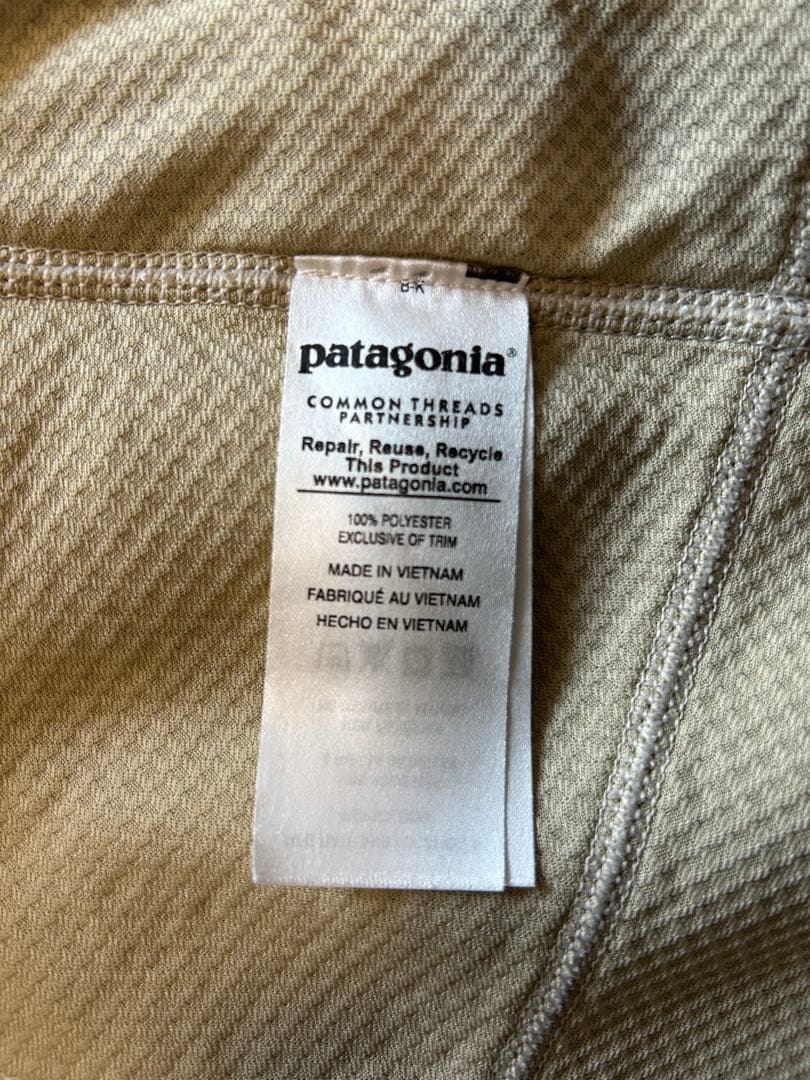 B-K
patagonia®
COMMON THREADS
PARTNERSHIP
Repair, Reuse, Recycle
This Product
www.patagonia.com
100% POLYESTER
EXCLUSIVE OF TRIM
MADE IN VIETNAM
FABRIQUÉ AU VIETNAM
HECHO EN VIETNAM